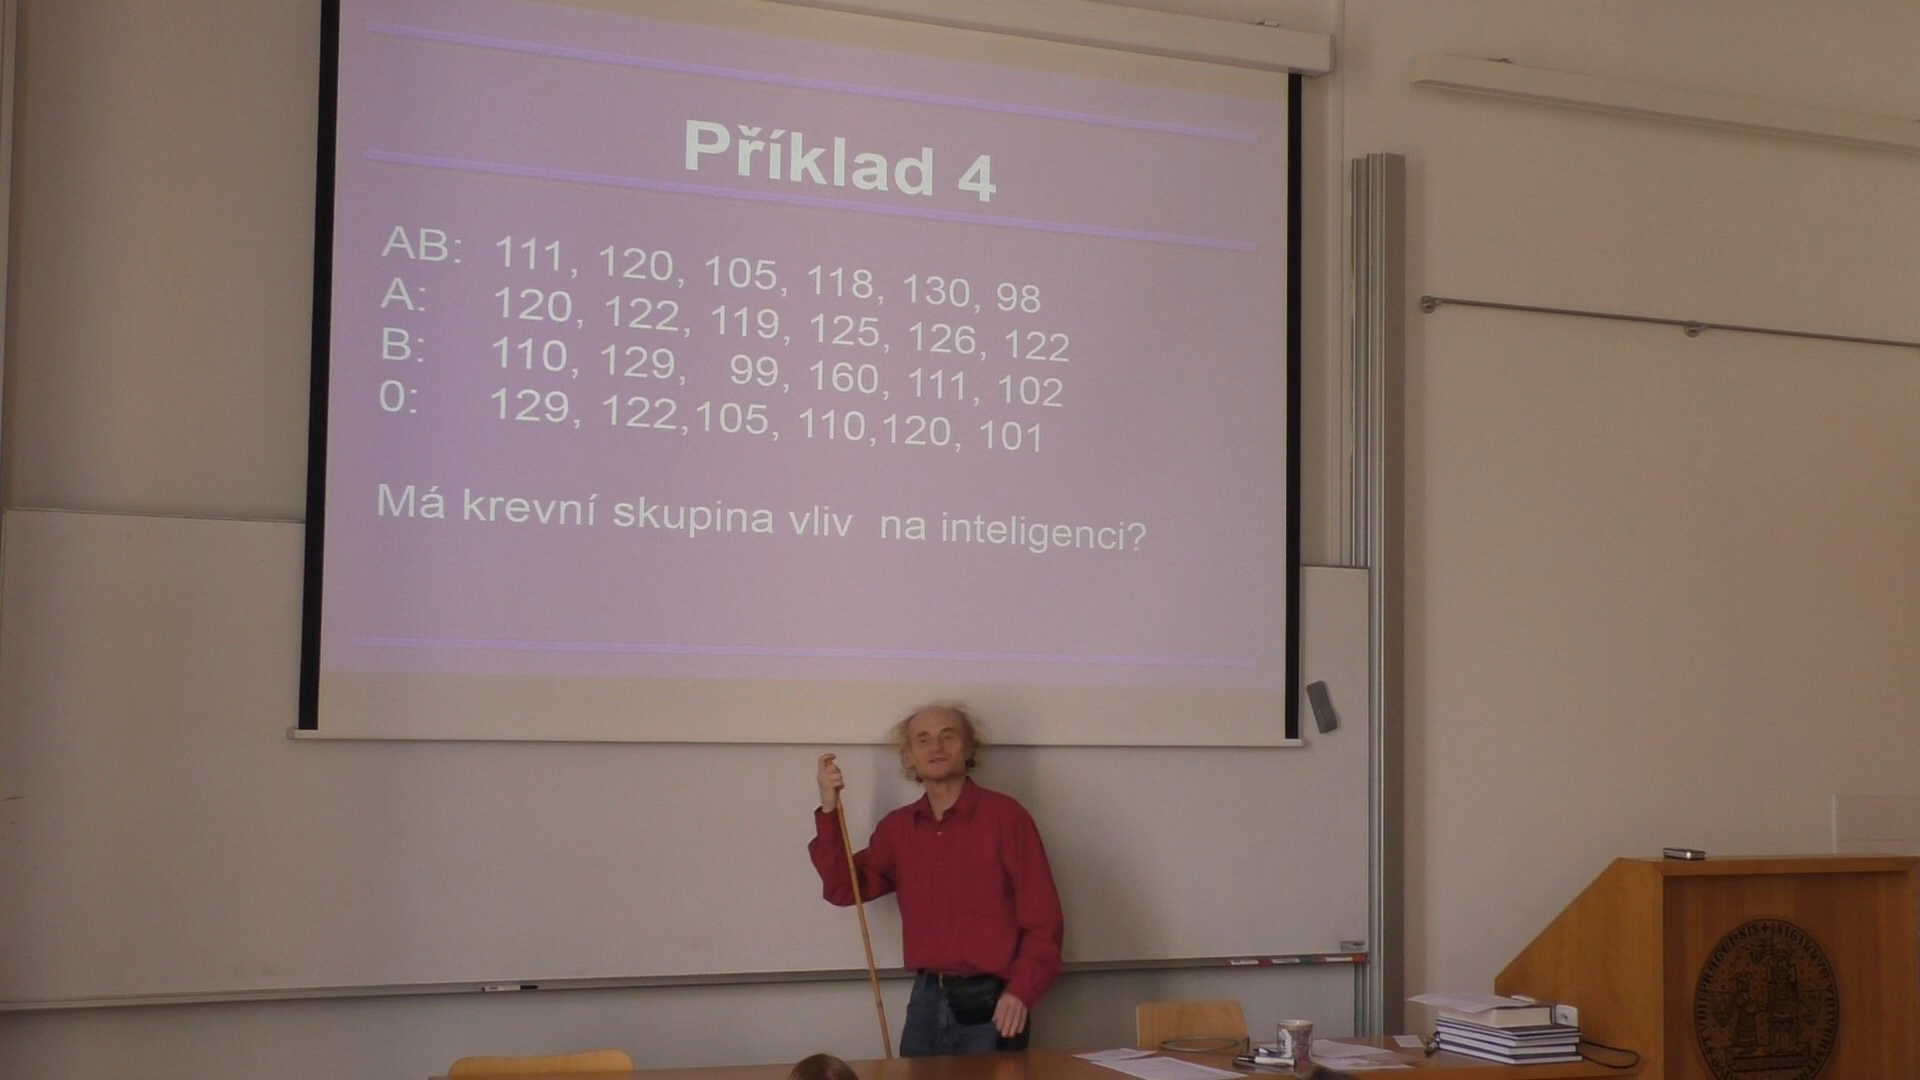 Příklad 4
AB: 111, 120, 105, 118, 130, 98
A: 120, 122, 119, 125, 126, 122
B: 110, 129, 99, 160, 111, 102
0: 129, 122,105, 110,120, 101
Má krevní skupina vliv na inteligenci?